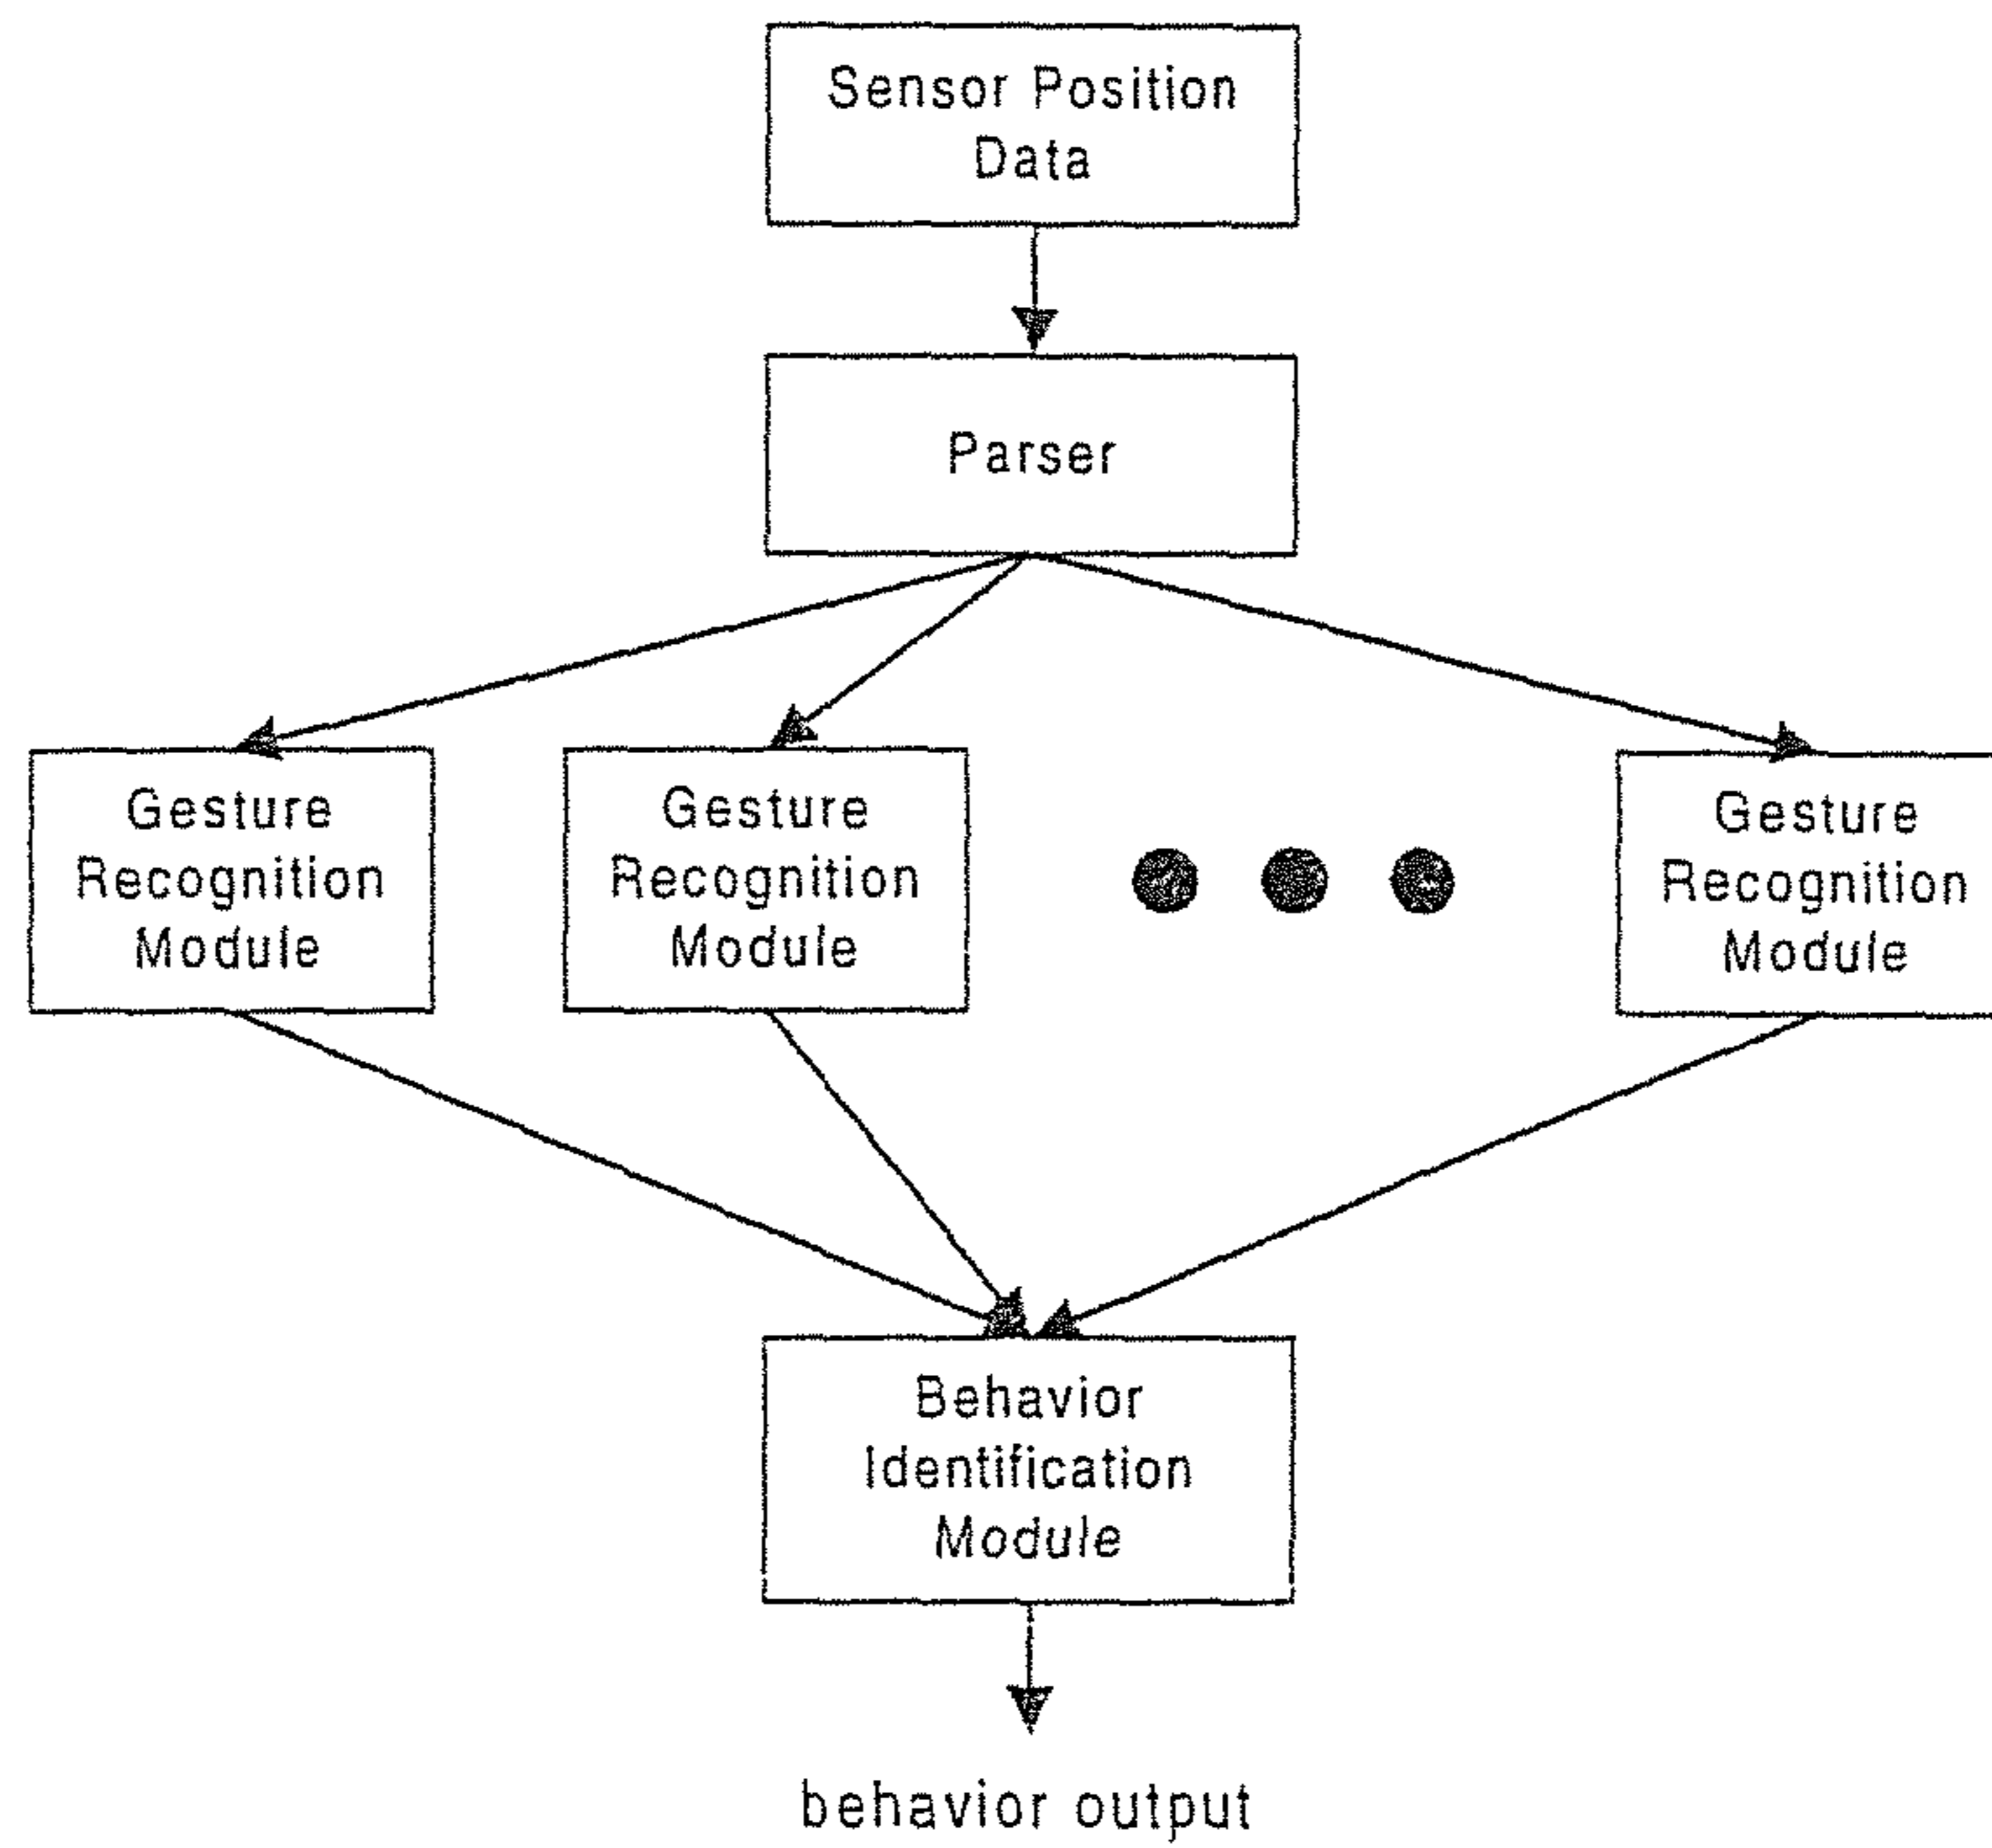 Sensor Position
Data
Parser
Gesture
Recognition
Module
Gesture
Recognition
Module
Gesture
Recognition
Module
Behavior
Identification
Module
behavior output